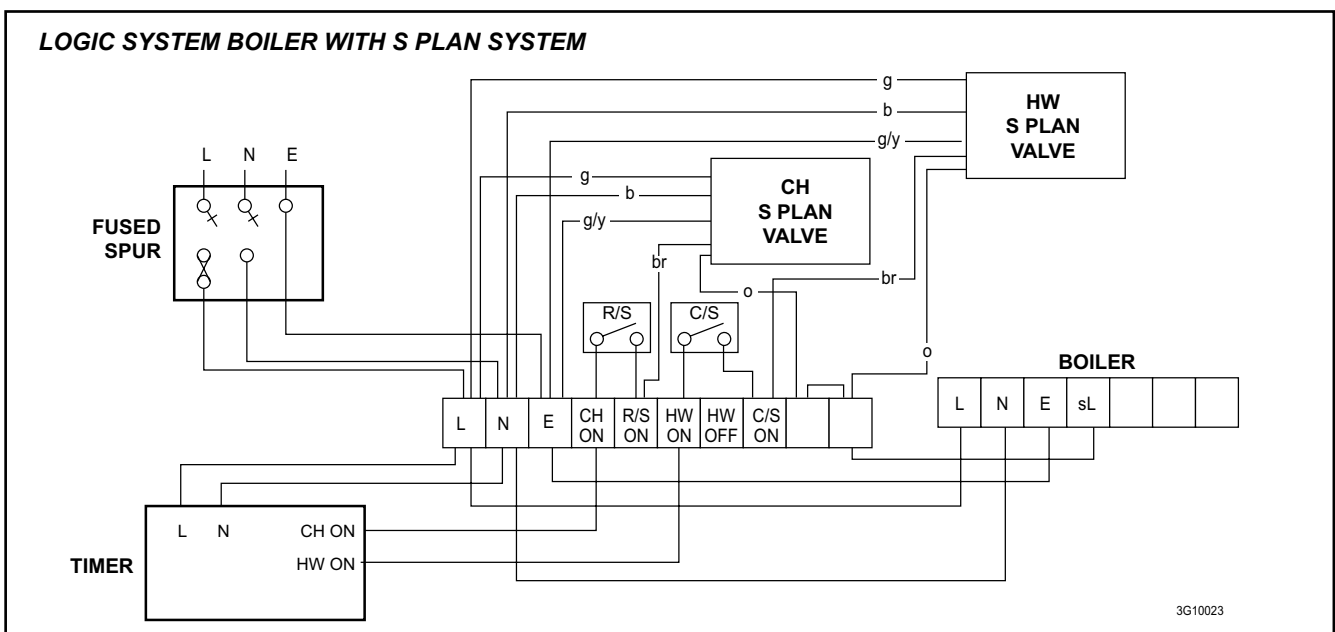 LOGIC SYSTEM BOILER WITH S PLAN SYSTEM
g
HW
S PLAN
VALVE
b
g/y
L N E
FUSED
SPUR
g
b
g/y
CH
S PLAN
VALVE
br
br
o
R/S
C/S
o
BOILER
L N E sL
L N E CH ON R/S ON HW ON HW OFF C/S ON
L N CH ON
HW ON
TIMER
3G10023